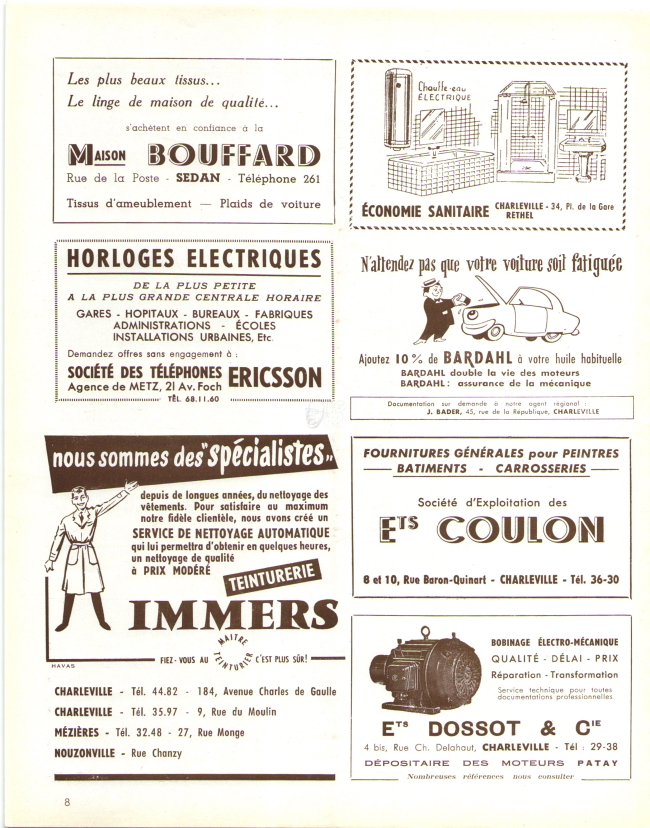 Les plus beaux tissus...
Le linge de maison de qualité...
s'achètent en confiance à la
MAISON BOUFFARD
Rue de la Poste - SEDAN - Téléphone 261
Tissus d'ameublement — Plaids de voiture
Chauffe-eau
ÉLECTRIQUE
ÉCONOMIE SANITAIRE CHARLEVILLE - 34, Pl. de la Gare
RETHEL
HORLOGES ELECTRIQUES
DE LA PLUS PETITE
A LA PLUS GRANDE CENTRALE HORAIRE
GARES - HOPITAUX - BUREAUX - FABRIQUES
ADMINISTRATIONS - ÉCOLES
INSTALLATIONS URBAINES, Etc.
Demandez offres sans engagement à :
SOCIÉTÉ DES TÉLÉPHONES ERICSSON
Agence de METZ, 21 Av. Foch
TÉL. 68.11.60
N'attendez pas que votre voiture soit fatiguée
Ajoutez 10% de BARDAHL à votre huile habituelle
BARDAHL double la vie des moteurs
BARDAHL : assurance de la mécanique
Documentation sur demande à notre agent régional :
J. BADER, 45, rue de la République, CHARLEVILLE
nous sommes des "spécialistes"
depuis de longues années, du nettoyage des
vêtements. Pour satisfaire au maximum
notre fidèle clientèle, nous avons créé un
SERVICE DE NETTOYAGE AUTOMATIQUE
qui lui permettra d'obtenir en quelques heures,
un nettoyage de qualité
à PRIX MODÉRÉ
TEINTURERIE
IMMERS
FIEZ-VOUS AU MAITRE TEINTURIER C'EST PLUS SÛR!
HAVAS
CHARLEVILLE - Tél. 44.82 - 184, Avenue Charles de Gaulle
CHARLEVILLE - Tél. 35.97 - 9, Rue du Moulin
MÉZIÈRES - Tél. 32.48 - 27, Rue Monge
NOUZONVILLE - Rue Chanzy
FOURNITURES GÉNÉRALES pour PEINTRES
BATIMENTS - CARROSSERIES
Société d'Exploitation des
ETS COULON
8 et 10, Rue Baron-Quinart - CHARLEVILLE - Tél. 36-30
BOBINAGE ÉLECTRO-MÉCANIQUE
QUALITÉ - DÉLAI - PRIX
Réparation - Transformation
Service technique pour toutes
documentations professionnelles
ETS DOSSOT & CIE
4 bis, Rue Ch. Delahaut, CHARLEVILLE - Tél : 29-38
DÉPOSITAIRE DES MOTEURS PATAY
Nombreuses références nous consulter
8